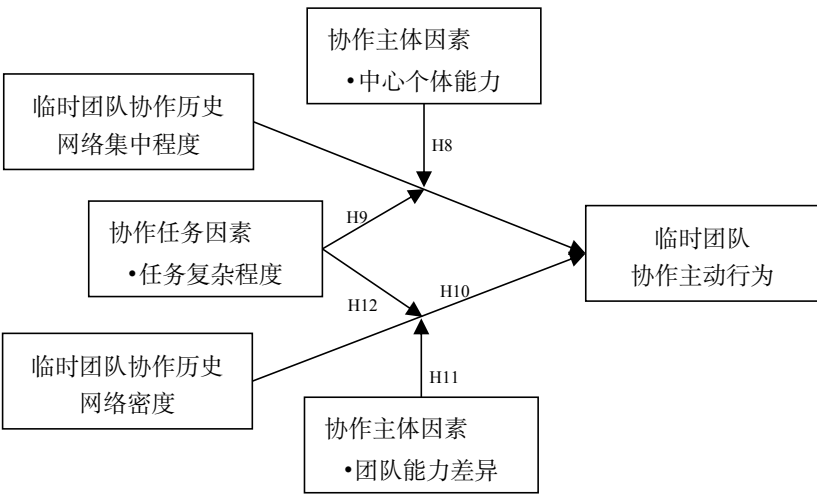 协作主体因素
•中心个体能力
临时团队协作历史
网络集中程度
H8
H9
协作任务因素
•任务复杂程度
临时团队
协作主动行为
H12
H10
临时团队协作历史
网络密度
H11
协作主体因素
•团队能力差异